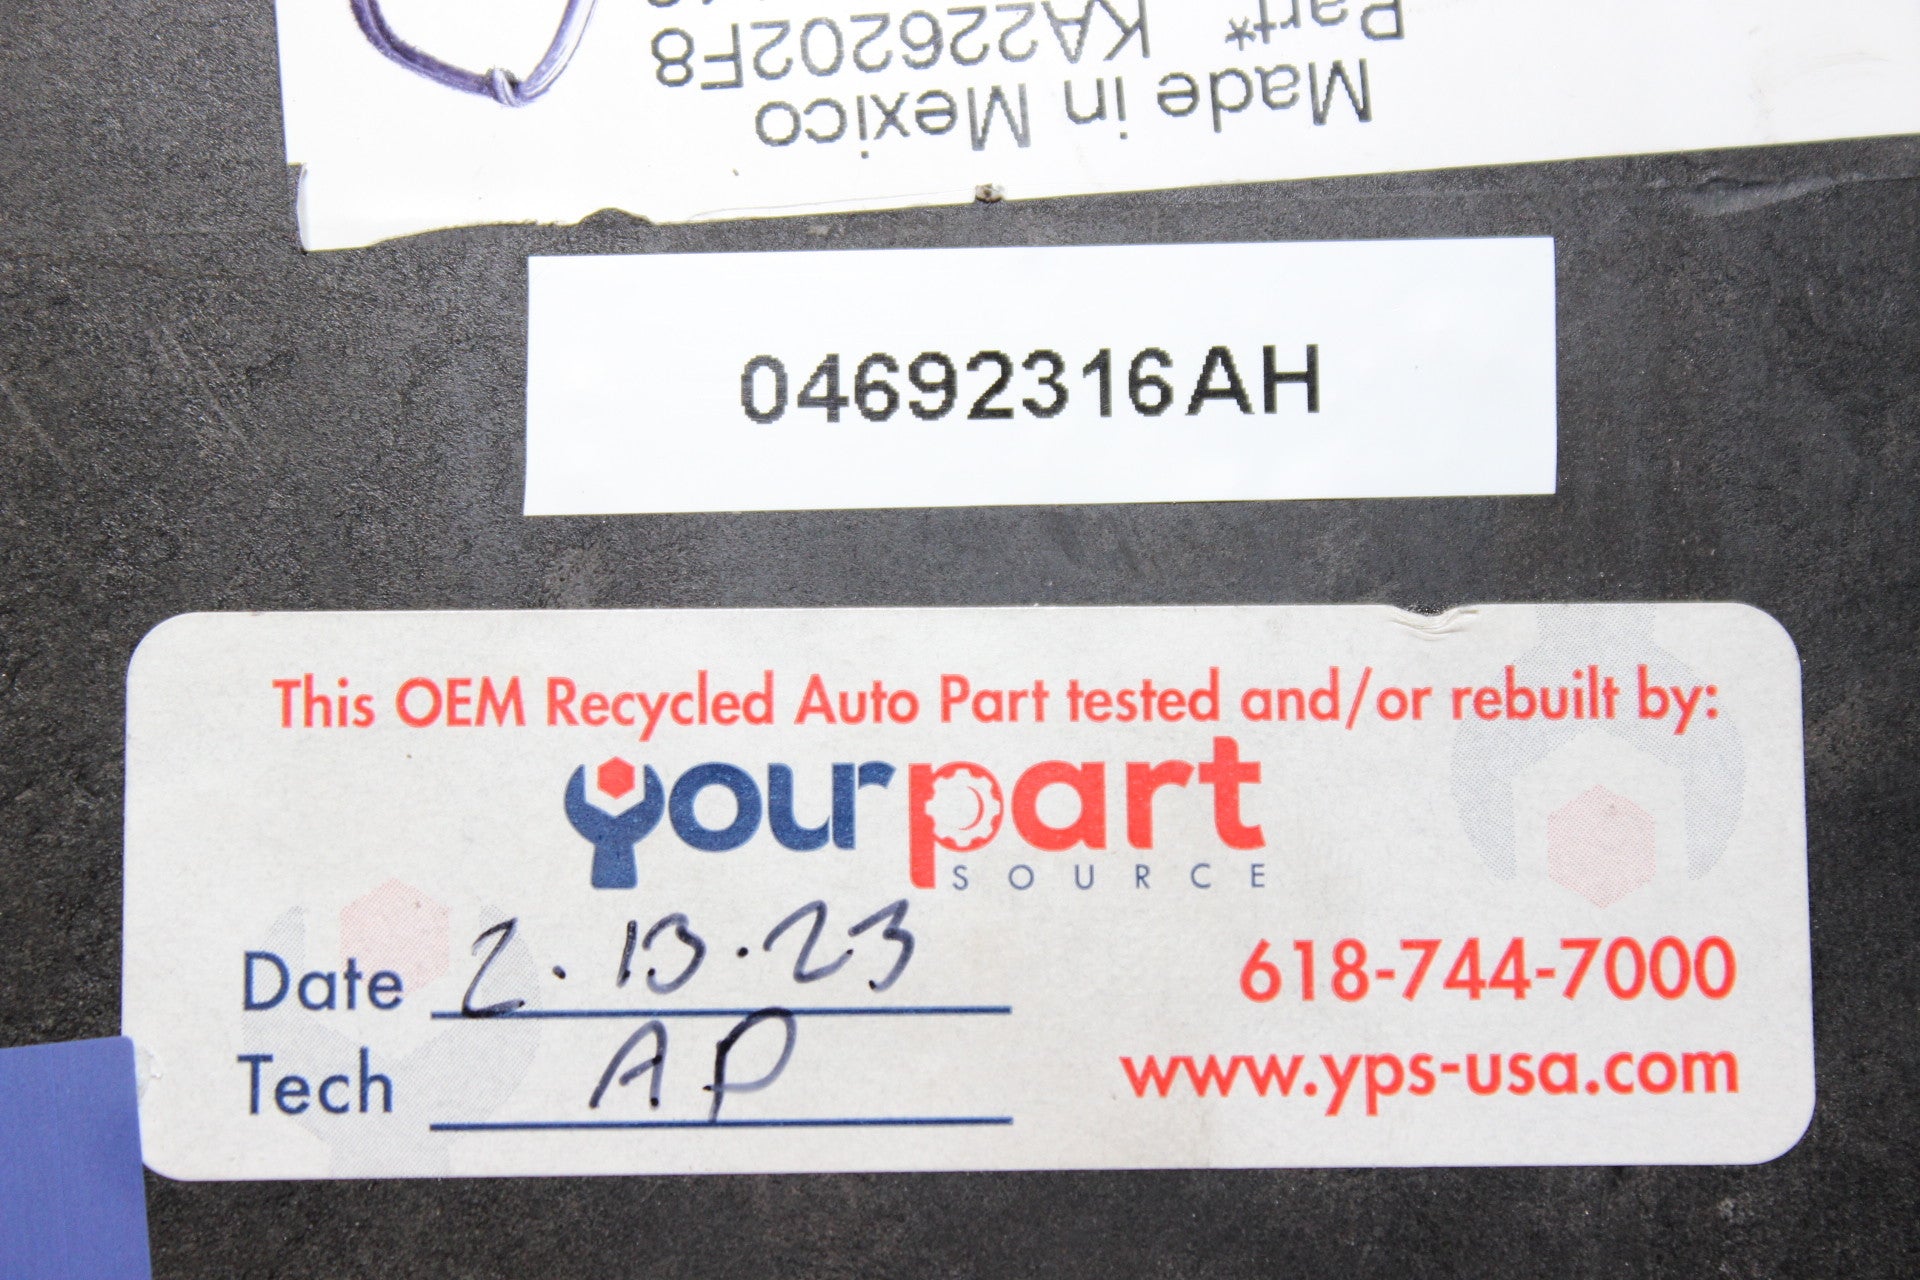 Made in Mexico
Part* KA226202F8
04692316AH
This OEM Recycled Auto Part tested and/or rebuilt by:
yourpart
SOURCE
Date 2.13.23
618-744-7000
Tech AP
www.yps-usa.com